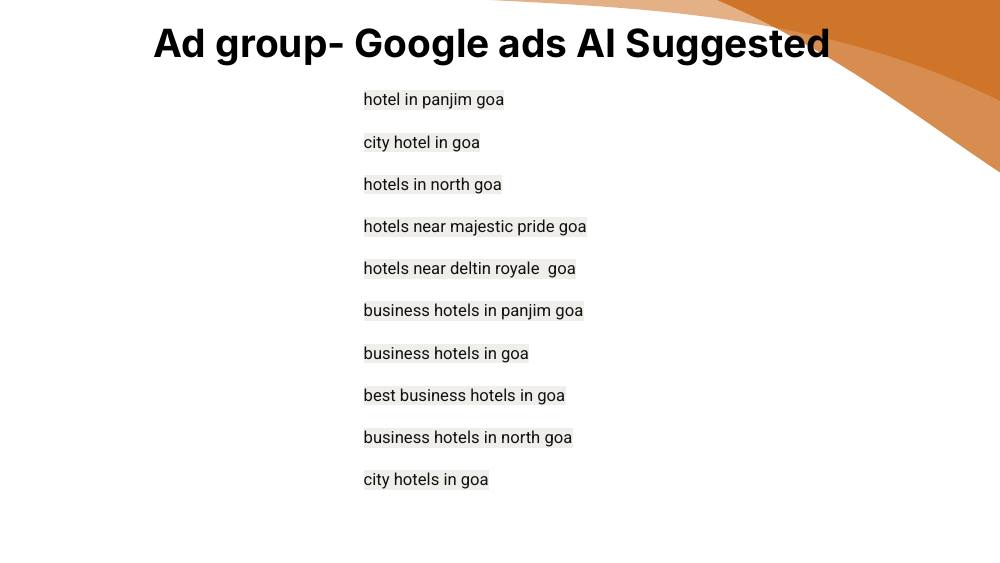 Ad group- Google ads AI Suggested
hotel in panjim goa
city hotel in goa
hotels in north goa
hotels near majestic pride goa
hotels near deltin royale  goa
business hotels in panjim goa
business hotels in goa
best business hotels in goa
business hotels in north goa
city hotels in goa